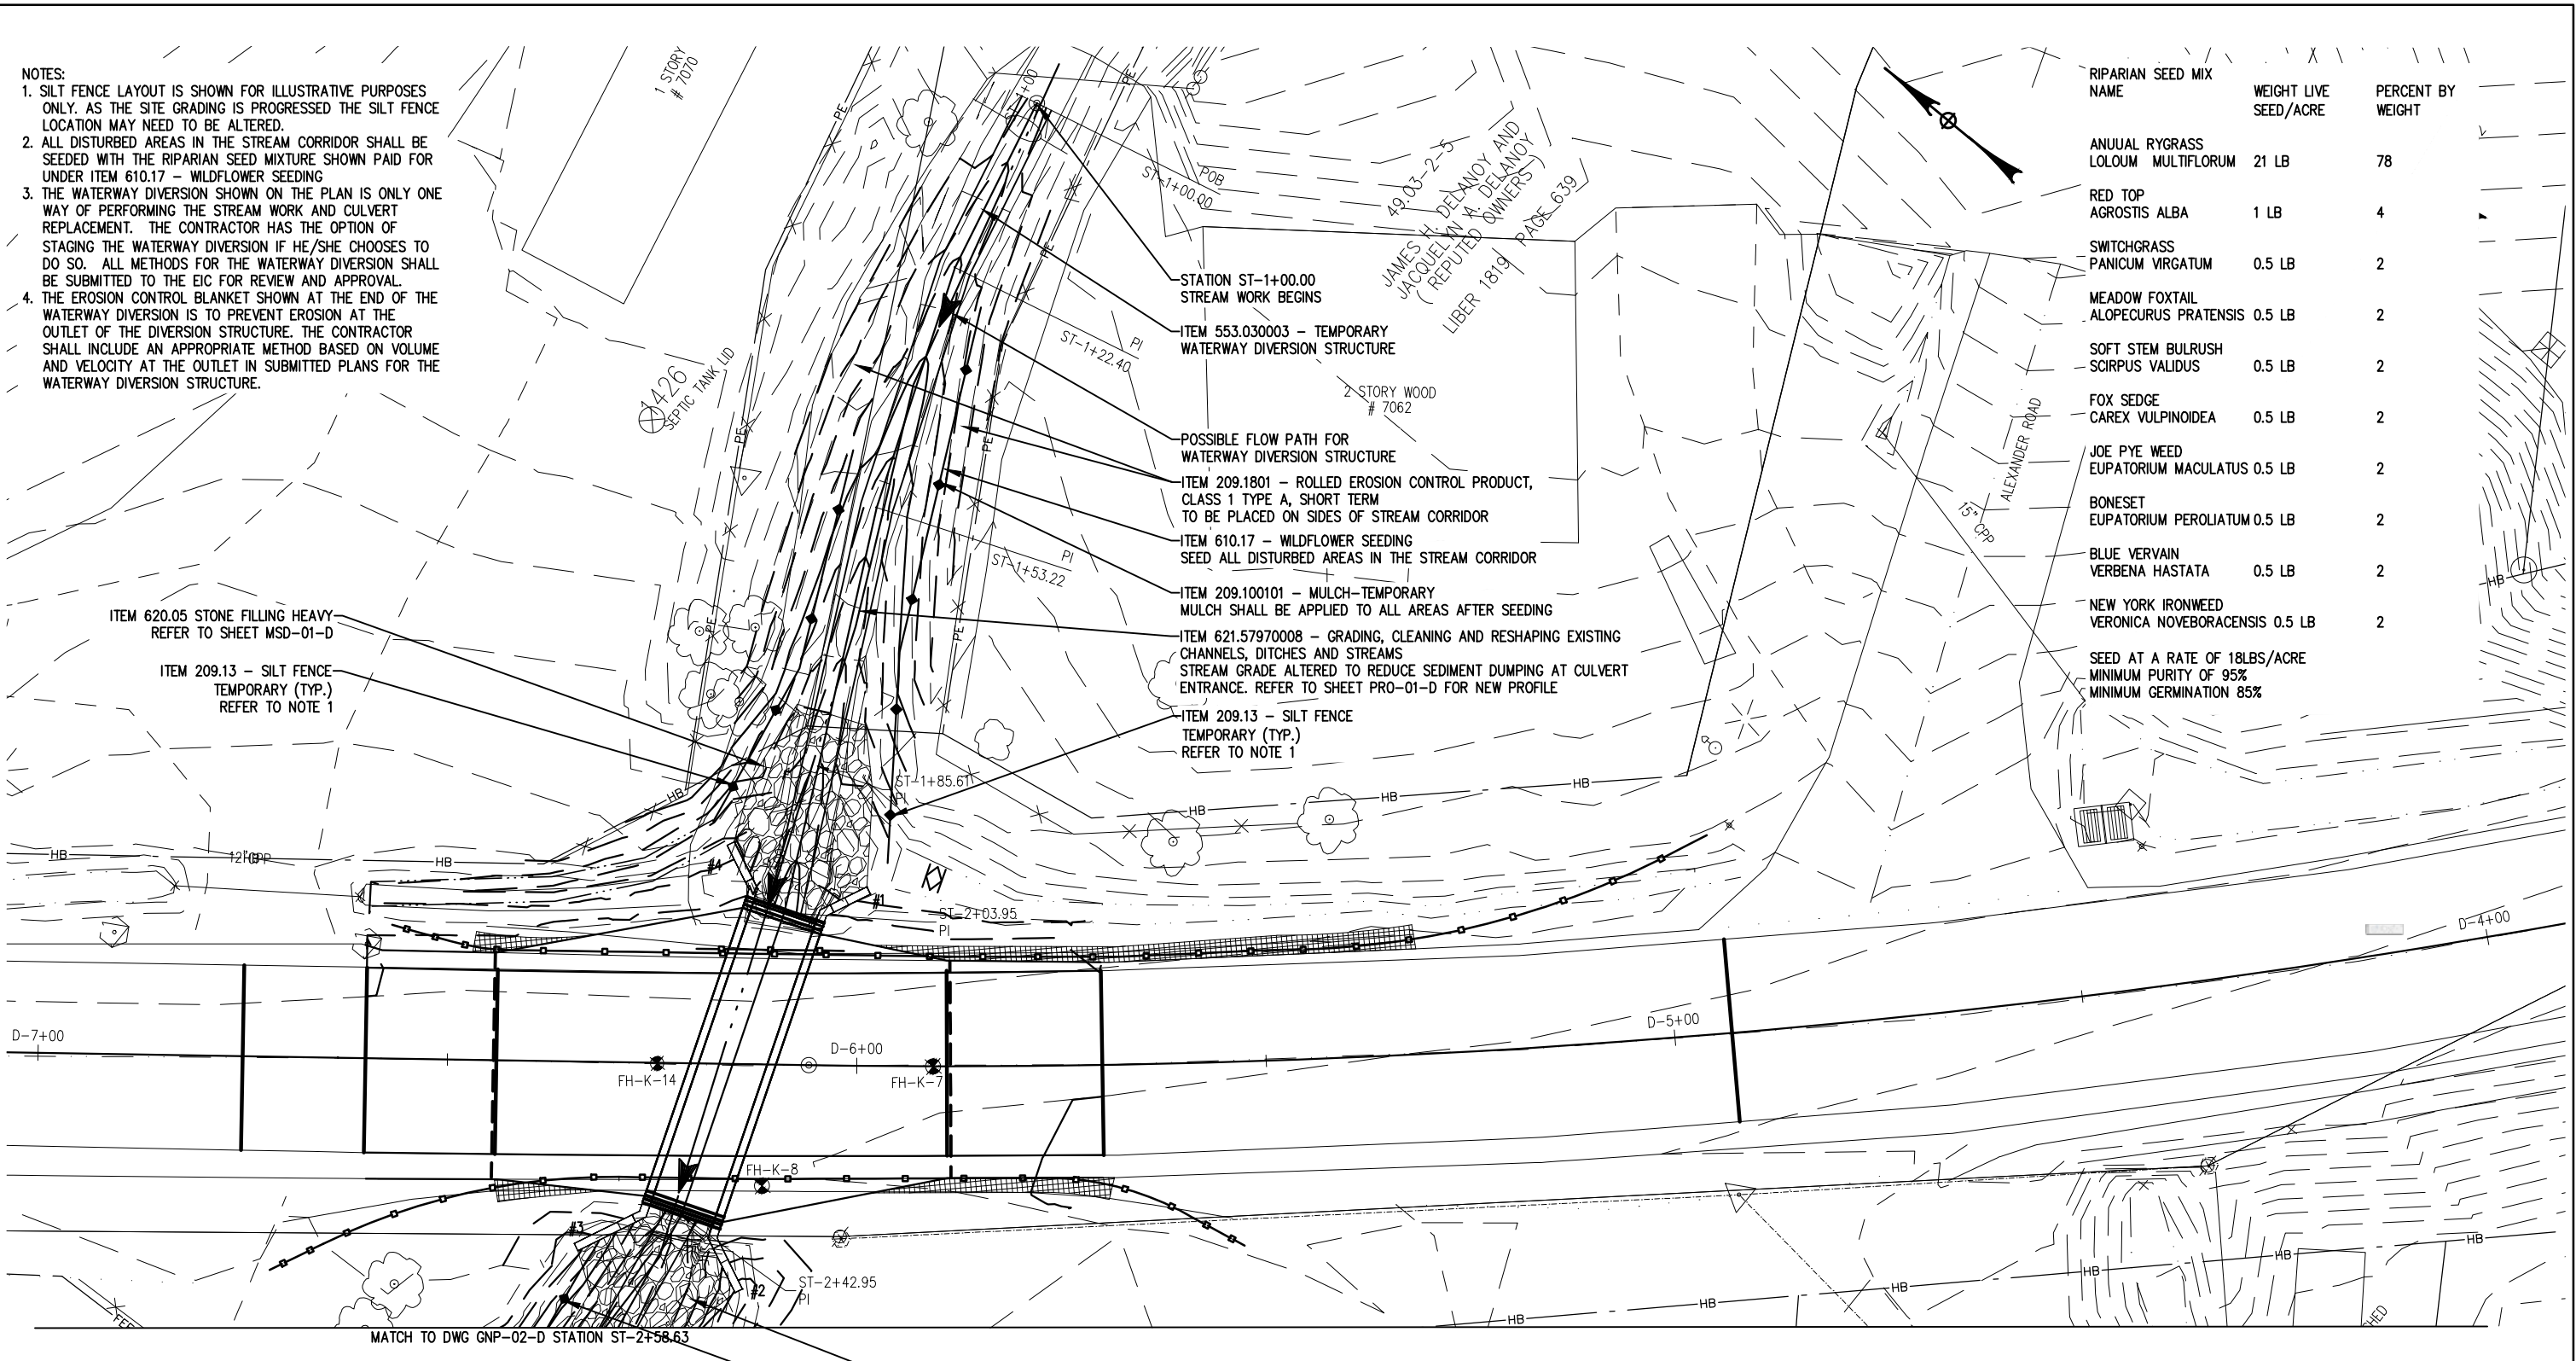 NOTES:
1. SILT FENCE LAYOUT IS SHOWN FOR ILLUSTRATIVE PURPOSES
ONLY. AS THE SITE GRADING IS PROGRESSED THE SILT FENCE
LOCATION MAY NEED TO BE ALTERED.
2. ALL DISTURBED AREAS IN THE STREAM CORRIDOR SHALL BE
SEEDED WITH THE RIPARIAN SEED MIXTURE SHOWN PAID FOR
UNDER ITEM 610.17 – WILDFLOWER SEEDING
3. THE WATERWAY DIVERSION SHOWN ON THE PLAN IS ONLY ONE
WAY OF PERFORMING THE STREAM WORK AND CULVERT
REPLACEMENT. THE CONTRACTOR HAS THE OPTION OF
STAGING THE WATERWAY DIVERSION IF HE/SHE CHOOSES TO
DO SO. ALL METHODS FOR THE WATERWAY DIVERSION SHALL
BE SUBMITTED TO THE EIC FOR REVIEW AND APPROVAL.
4. THE EROSION CONTROL BLANKET SHOWN AT THE END OF THE
WATERWAY DIVERSION IS TO PREVENT EROSION AT THE
OUTLET OF THE DIVERSION STRUCTURE. THE CONTRACTOR
SHALL INCLUDE AN APPROPRIATE METHOD BASED ON VOLUME
AND VELOCITY AT THE OUTLET IN SUBMITTED PLANS FOR THE
WATERWAY DIVERSION STRUCTURE.
1 STORY
# 7070
1426
SEPTIC TANK LID
PE
PE
PE
PE
PE
PE
PE
ST-1+00
POB
ST-1+00.00
PI
ST-1+22.40
PI
ST-1+53.22
ST-1+85.61
PI
ST-2+03.95
PI
ST-2+42.95
PI
49.03-2-5
JAMES H. DELANOY AND
JACQUELYN A. DELANOY
( REPUTED OWNERS )
LIBER 1819 PAGE 639
STATION ST-1+00.00
STREAM WORK BEGINS
ITEM 553.030003 – TEMPORARY
WATERWAY DIVERSION STRUCTURE
2 STORY WOOD
# 7062
POSSIBLE FLOW PATH FOR
WATERWAY DIVERSION STRUCTURE
ITEM 209.1801 – ROLLED EROSION CONTROL PRODUCT,
CLASS 1 TYPE A, SHORT TERM
TO BE PLACED ON SIDES OF STREAM CORRIDOR
ITEM 610.17 – WILDFLOWER SEEDING
SEED ALL DISTURBED AREAS IN THE STREAM CORRIDOR
ITEM 209.100101 – MULCH-TEMPORARY
MULCH SHALL BE APPLIED TO ALL AREAS AFTER SEEDING
ITEM 621.57970008 – GRADING, CLEANING AND RESHAPING EXISTING
CHANNELS, DITCHES AND STREAMS
STREAM GRADE ALTERED TO REDUCE SEDIMENT DUMPING AT CULVERT
ENTRANCE. REFER TO SHEET PRO-01-D FOR NEW PROFILE
ITEM 209.13 – SILT FENCE
TEMPORARY (TYP.)
REFER TO NOTE 1
ITEM 620.05 STONE FILLING HEAVY
REFER TO SHEET MSD-01-D
ITEM 209.13 – SILT FENCE
TEMPORARY (TYP.)
REFER TO NOTE 1
RIPARIAN SEED MIX
NAME WEIGHT LIVE SEED/ACRE PERCENT BY WEIGHT
ANUUAL RYGRASS
LOLOUM MULTIFLORUM 21 LB 78
RED TOP
AGROSTIS ALBA 1 LB 4
SWITCHGRASS
PANICUM VIRGATUM 0.5 LB 2
MEADOW FOXTAIL
ALOPECURUS PRATENSIS 0.5 LB 2
SOFT STEM BULRUSH
SCIRPUS VALIDUS 0.5 LB 2
FOX SEDGE
CAREX VULPINOIDEA 0.5 LB 2
JOE PYE WEED
EUPATORIUM MACULATUS 0.5 LB 2
BONESET
EUPATORIUM PEROLIATUM 0.5 LB 2
BLUE VERVAIN
VERBENA HASTATA 0.5 LB 2
NEW YORK IRONWEED
VERONICA NOVEBORACENSIS 0.5 LB 2
SEED AT A RATE OF 18LBS/ACRE
MINIMUM PURITY OF 95%
MINIMUM GERMINATION 85%
ALEXANDER ROAD
15" CPP
HB
HB
HB
HB
HB
HB
HB
#4
#1
#3
#2
D-7+00
D-6+00
D-5+00
D-4+00
FH-K-14
FH-K-7
FH-K-8
HB
HB
HB
HB
HB
HB
MATCH TO DWG GNP-02-D STATION ST-2+58.63